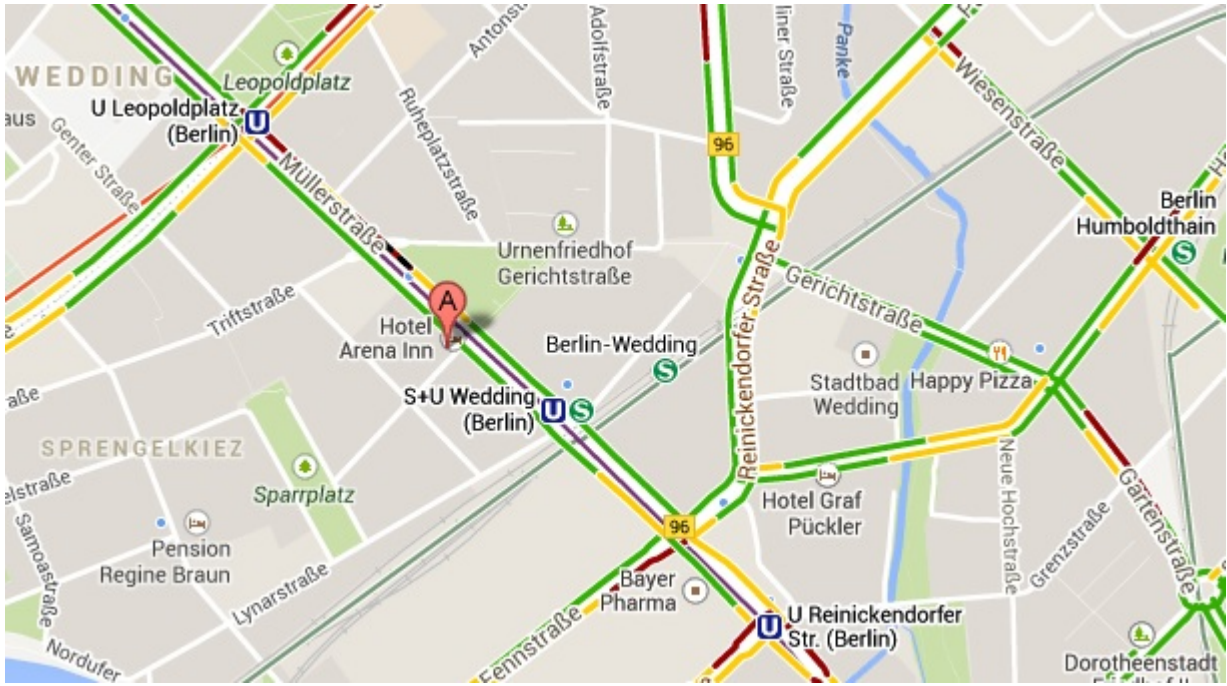 WEDDING
Leopoldplatz
U Leopoldplatz
(Berlin)
U
aus
Genter Straße
Müllerstraße
Ruheplatzstraße
Adolfstraße
liner Straße
Panke
96
Wiesenstraße
Berlin
Humboldthain
S
Urnenfriedhof
Gerichtstraße
Reinickendorfer Straße
Gerichtstraße
Triftstraße
A
Hotel
Arena Inn
Berlin-Wedding
S
S+U Wedding
(Berlin)
U
S
Stadtbad
Wedding
Happy Pizza
aße
SPRENGELKIEZ
Sparrplatz
elstraße
Samoastraße
Pension
Regine Braun
Lynarstraße
Nordufer
96
Hotel Graf
Pückler
Neue Hochstraße
Grenzstraße
Gartenstraße
Bayer
Pharma
Fennstraße
U
U Reinickendorfer
Str. (Berlin)
Dorotheenstadt